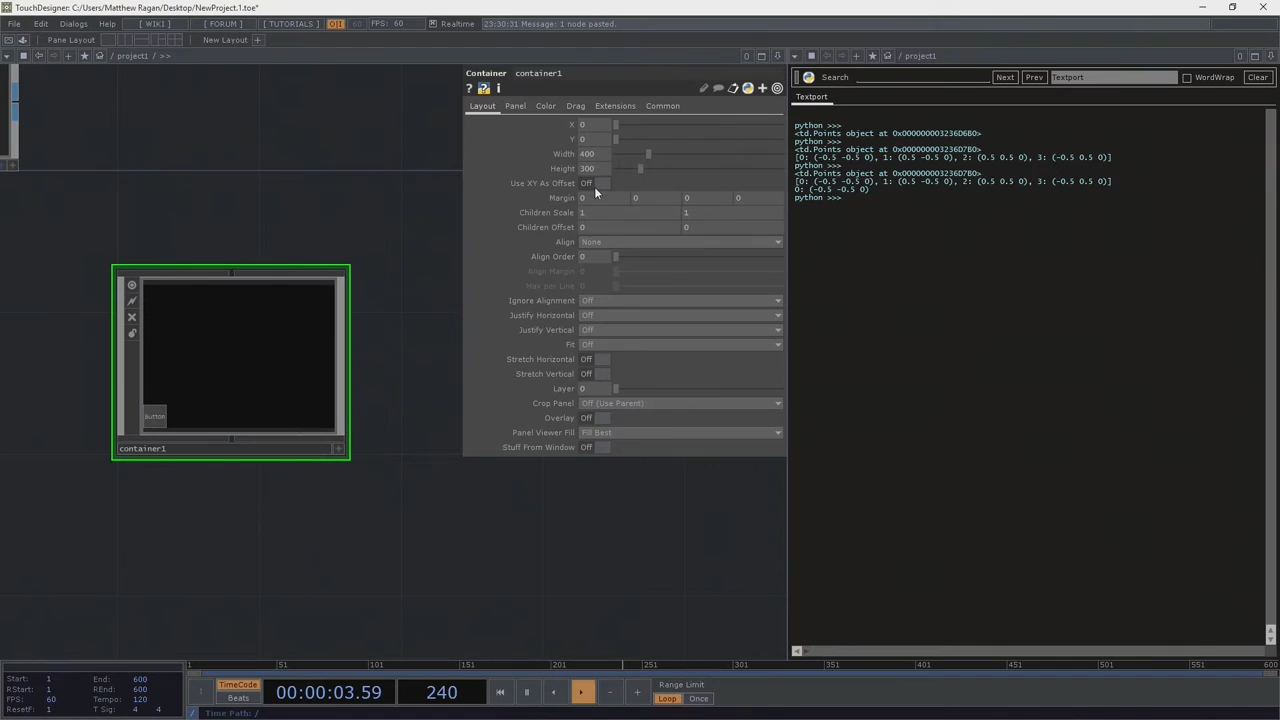 TouchDesigner: C:/Users/Matthew Ragan/Desktop/NewProject.1.toe*
File Edit Dialogs Help [ WIKI ] [ FORUM ] [ TUTORIALS ] O|I FPS: 60 Realtime 23:30:31 Message: 1 node pasted.
Pane Layout New Layout +
/ project1 / >> 0
/ project1 0
Container container1
? ? i
Search Next Prev Textport WordWrap Clear
Layout Panel Color Drag Extensions Common
Textport
X 0
Y 0
Width 400
Height 300
Use XY As Offset Off
Margin 0 0 0 0
Children Scale 1 1
Children Offset 0 0
Align None
Align Order 0
Align Margin 0
Max per Line 0
Ignore Alignment Off
Justify Horizontal Off
Justify Vertical Off
Fit Off
Stretch Horizontal Off
Stretch Vertical Off
Layer 0
Crop Panel Off (Use Parent)
Overlay Off
Panel Viewer Fill Fill Best
Stuff From Window Off
python >>>
<td.Points object at 0x000000003236D6B0>
python >>>
<td.Points object at 0x000000003236D7B0>
[0: (-0.5 -0.5 0), 1: (0.5 -0.5 0), 2: (0.5 0.5 0), 3: (-0.5 0.5 0)]
python >>>
<td.Points object at 0x000000003236D7B0>
[0: (-0.5 -0.5 0), 1: (0.5 -0.5 0), 2: (0.5 0.5 0), 3: (-0.5 0.5 0)]
0: (-0.5 -0.5 0)
python >>>
Button
container1
1 51 101 151 201 251 301 351 401 451 501 551 600
Start: 1 End: 600
RStart: 1 REnd: 600
FPS: 60 Tempo: 120
ResetF: 1 T Sig: 4 4
TimeCode
Beats
00:00:03.59
240
Range Limit
Loop Once
/ Time Path: /